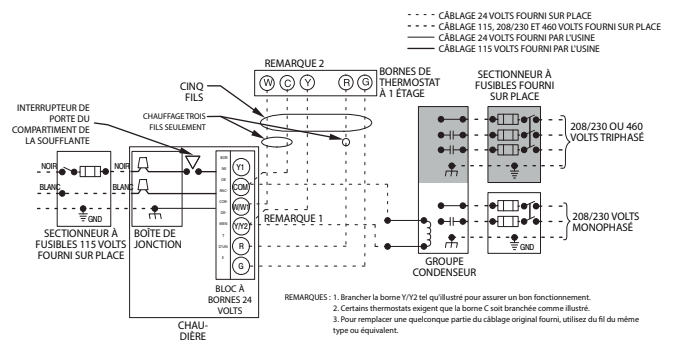 CÂBLAGE 24 VOLTS FOURNI SUR PLACE
CÂBLAGE 115, 208/230 ET 460 VOLTS FOURNI SUR PLACE
CÂBLAGE 24 VOLTS FOURNI PAR L'USINE
CÂBLAGE 115 VOLTS FOURNI PAR L'USINE
REMARQUE 2
W C Y R G
BORNES DE
THERMOSTAT
À 1 ÉTAGE
CINQ
FILS
CHAUFFAGE TROIS
FILS SEULEMENT
INTERRUPTEUR DE
PORTE DU
COMPARTIMENT DE
LA SOUFFLANTE
SECTIONNEUR À
FUSIBLES FOURNI
SUR PLACE
208/230 OU 460
VOLTS TRIPHASÉ
NOIR
NOIR
BLANC
BLANC
GND
Y1
COM
W/W1
Y/Y2
R
G
REMARQUE 1
SECTIONNEUR À
FUSIBLES 115 VOLTS
FOURNI SUR PLACE
BOÎTE DE
JONCTION
BLOC À
BORNES 24
VOLTS
CHAU-
DIÈRE
208/230 VOLTS
MONOPHASÉ
GND
GROUPE
CONDENSEUR
REMARQUES : 1. Brancher la borne Y/Y2 tel qu'illustré pour assurer un bon fonctionnement.
2. Certains thermostats exigent que la borne C soit branchée comme illustré.
3. Pour remplacer une quelconque partie du câblage original fourni, utilisez du fil du même
type ou équivalent.